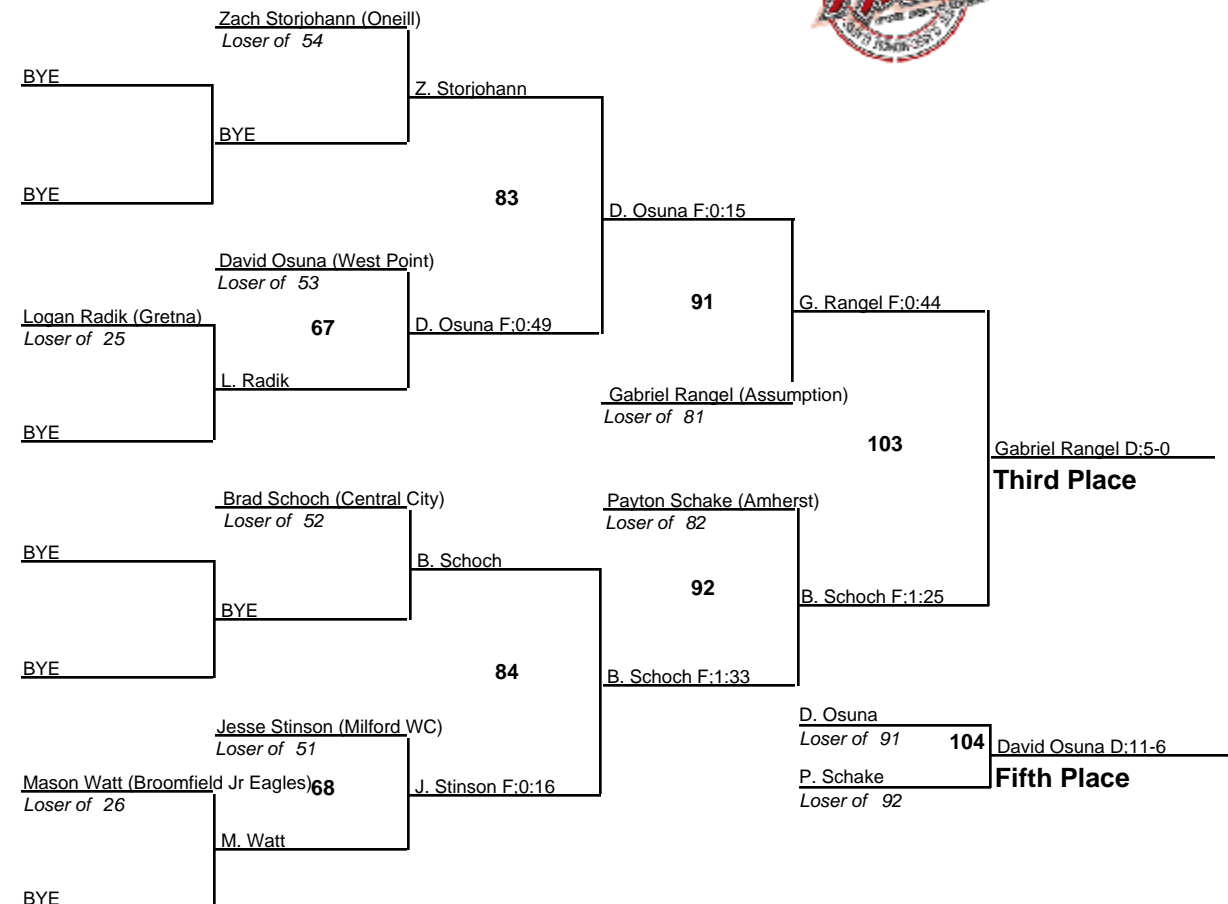 Zach Storjohann (Oneill)
Loser of 54
BYE
Z. Storjohann
BYE
BYE
83
D. Osuna F;0:15
David Osuna (West Point)
Loser of 53
91
G. Rangel F;0:44
Logan Radik (Gretna)
Loser of 25
67
D. Osuna F;0:49
L. Radik
Gabriel Rangel (Assumption)
Loser of 81
BYE
103
Gabriel Rangel D;5-0
Third Place
Brad Schoch (Central City)
Loser of 52
Payton Schake (Amherst)
Loser of 82
BYE
B. Schoch
92
B. Schoch F;1:25
BYE
BYE
84
B. Schoch F;1:33
D. Osuna
Loser of 91
104
David Osuna D;11-6
Fifth Place
P. Schake
Loser of 92
Jesse Stinson (Milford WC)
Loser of 51
Mason Watt (Broomfield Jr Eagles)
Loser of 26
68
J. Stinson F;0:16
M. Watt
BYE